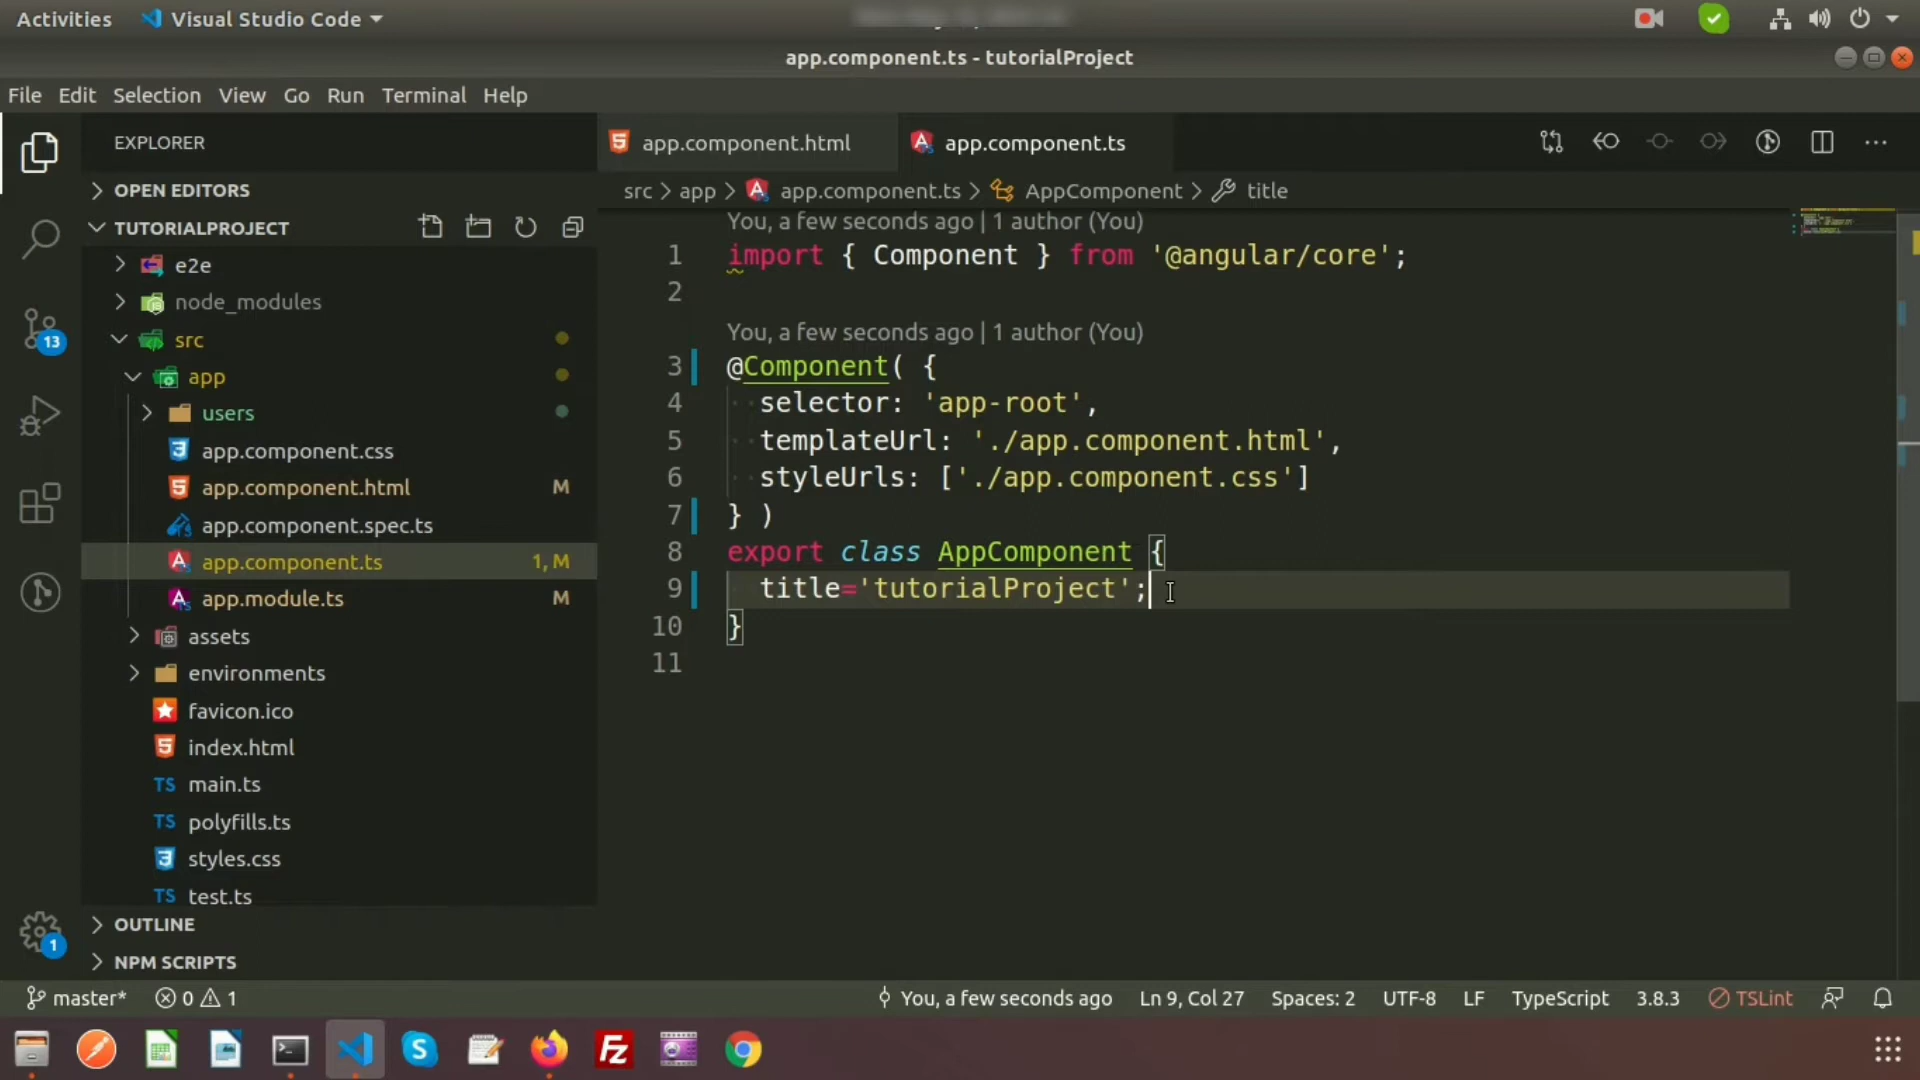 Activities Visual Studio Code
app.component.ts - tutorialProject
File Edit Selection View Go Run Terminal Help
EXPLORER
OPEN EDITORS
TUTORIALPROJECT
e2e
node_modules
src
app
users
app.component.css
app.component.html M
app.component.spec.ts
app.component.ts 1, M
app.module.ts M
assets
environments
favicon.ico
index.html
main.ts
polyfills.ts
styles.css
test.ts
OUTLINE
NPM SCRIPTS
13
1
app.component.html app.component.ts
src > app > app.component.ts > AppComponent > title
You, a few seconds ago | 1 author (You)
1 import { Component } from '@angular/core';
2
You, a few seconds ago | 1 author (You)
3 @Component( {
4 selector: 'app-root',
5 templateUrl: './app.component.html',
6 styleUrls: ['./app.component.css']
7 } )
8 export class AppComponent {
9 title='tutorialProject';
10 }
11
master* 0 1 You, a few seconds ago Ln 9, Col 27 Spaces: 2 UTF-8 LF TypeScript 3.8.3 TSLint